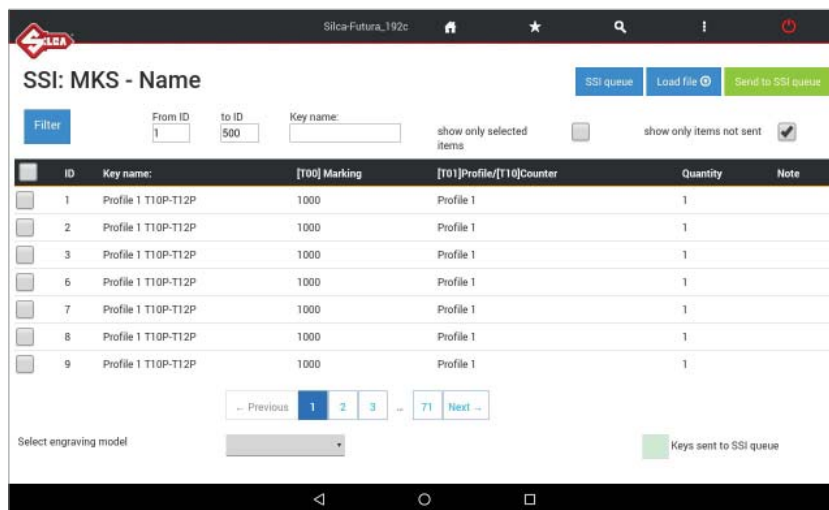 SILCA
Silca-Futura_192c
SSI: MKS - Name
SSI queue
Load file
Send to SSI queue
Filter
From ID
1
to ID
500
Key name:
show only selected
items
show only items not sent
ID Key name: [T00] Marking [T01]Profile/[T10]Counter Quantity Note
1 Profile 1 T10P-T12P 1000 Profile 1 1
2 Profile 1 T10P-T12P 1000 Profile 1 1
3 Profile 1 T10P-T12P 1000 Profile 1 1
6 Profile 1 T10P-T12P 1000 Profile 1 1
7 Profile 1 T10P-T12P 1000 Profile 1 1
8 Profile 1 T10P-T12P 1000 Profile 1 1
9 Profile 1 T10P-T12P 1000 Profile 1 1
← Previous 1 2 3 ... 71 Next →
Select engraving model
Keys sent to SSI queue